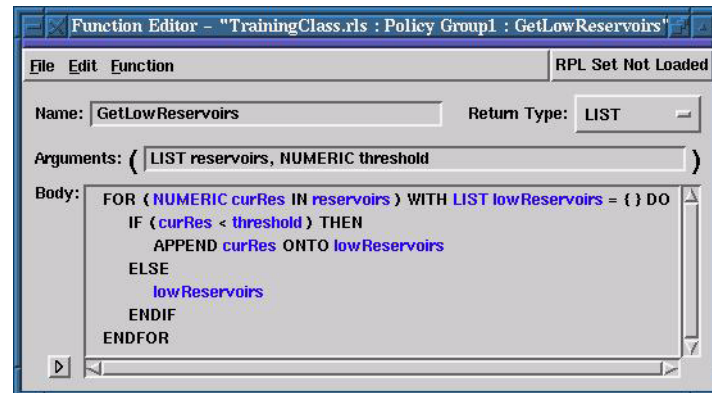 Function Editor - "TrainingClass.rls : Policy Group1 : GetLowReservoirs"
File Edit Function RPL Set Not Loaded
Name: GetLowReservoirs Return Type: LIST
Arguments: ( LIST reservoirs, NUMERIC threshold )
Body: FOR ( NUMERIC curRes IN reservoirs ) WITH LIST lowReservoirs = { } DO
IF ( curRes < threshold ) THEN
APPEND curRes ONTO lowReservoirs
ELSE
lowReservoirs
ENDIF
ENDFOR